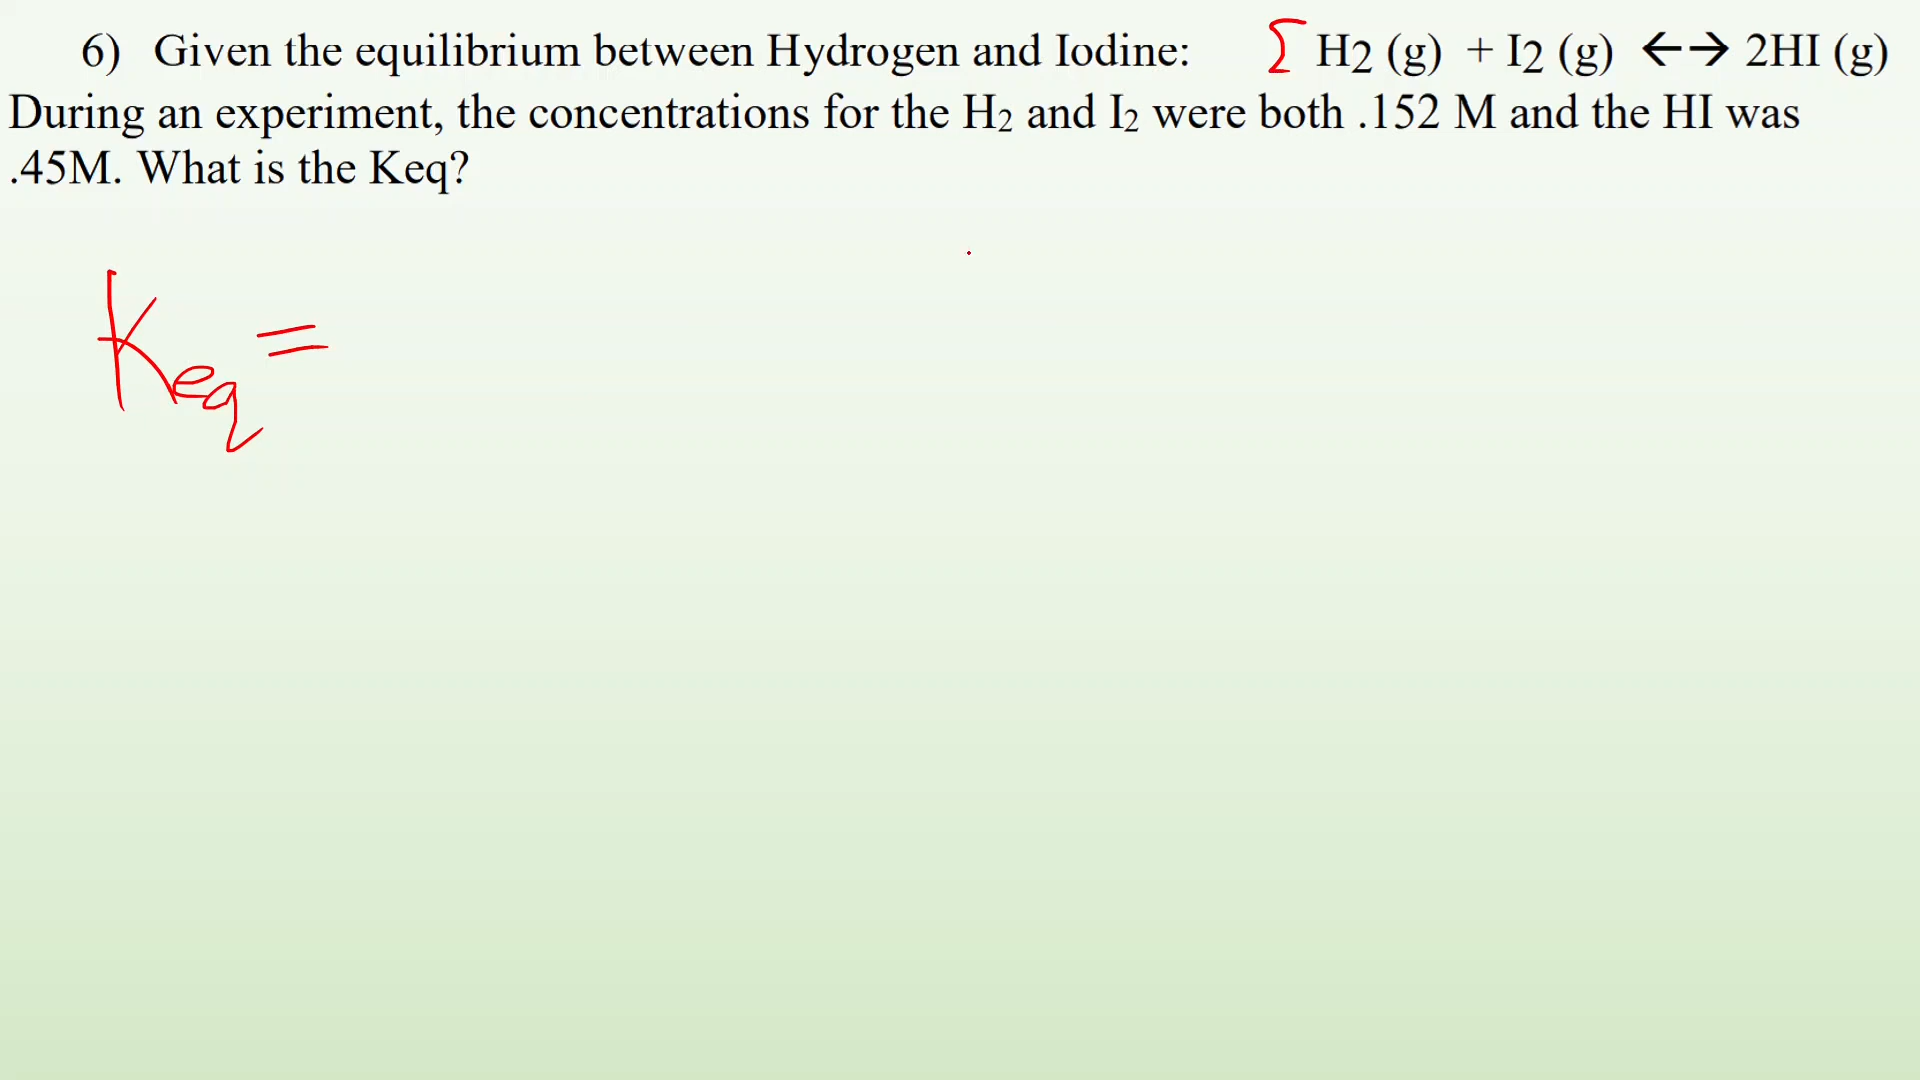 6) Given the equilibrium between Hydrogen and Iodine: H2 (g) + I2 (g) ←→ 2HI (g)
During an experiment, the concentrations for the H2 and I2 were both .152 M and the HI was
.45M. What is the Keq?
Keq =